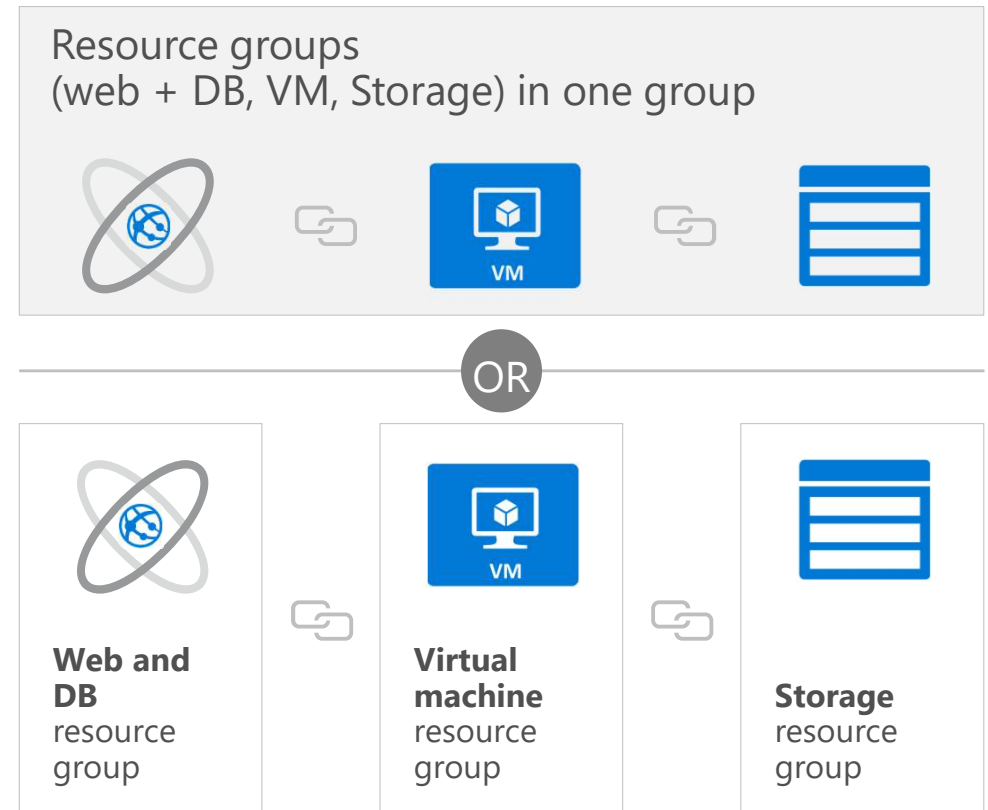 Resource groups
(web + DB, VM, Storage) in one group
VM
OR
VM
Web and
DB
resource
group
Virtual
machine
resource
group
Storage
resource
group